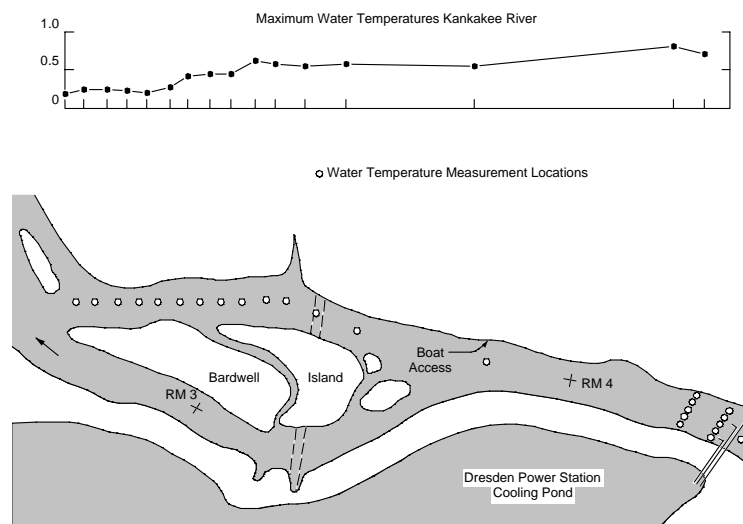 Maximum Water Temperatures Kankakee River
1.0
0.5
0
Water Temperature Measurement Locations
Boat
Access
Bardwell
Island
RM 3
RM 4
Dresden Power Station
Cooling Pond